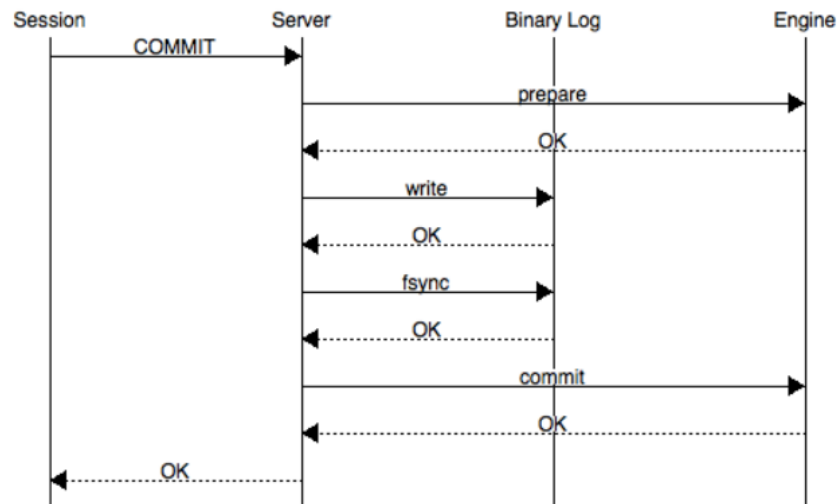 Session Server Binary Log Engine
COMMIT
prepare
OK
write
OK
fsync
OK
commit
OK
OK